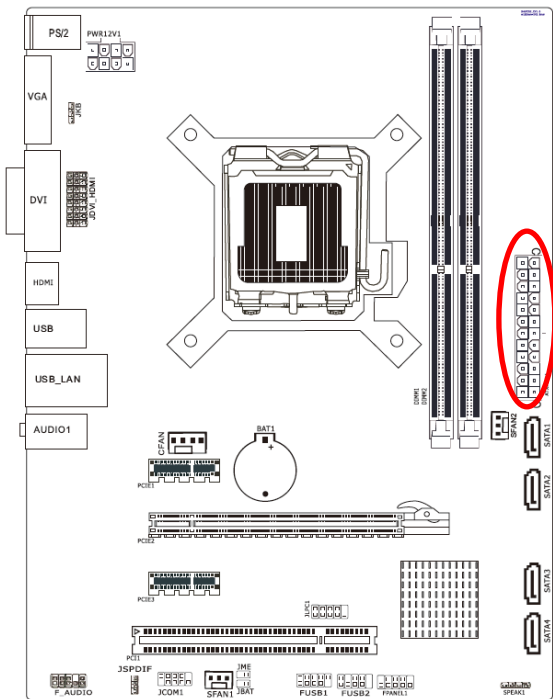 PS/2
PWR12V1
VGA
JKB
DVI
JDVI_HDMI
HDMI
USB
USB_LAN
AUDIO1
DIMM1
DIMM2
SFAN2
SATA1
CFAN
BAT1
+
PCIE1
SATA2
PCIE2
PCIE3
SATA3
JLPC1
SATA4
PCI1
JSPDIF
JME
F_AUDIO
JCOM1
SFAN1
JBAT
FUSB1
FUSB2
FPANEL1
SPEAK1